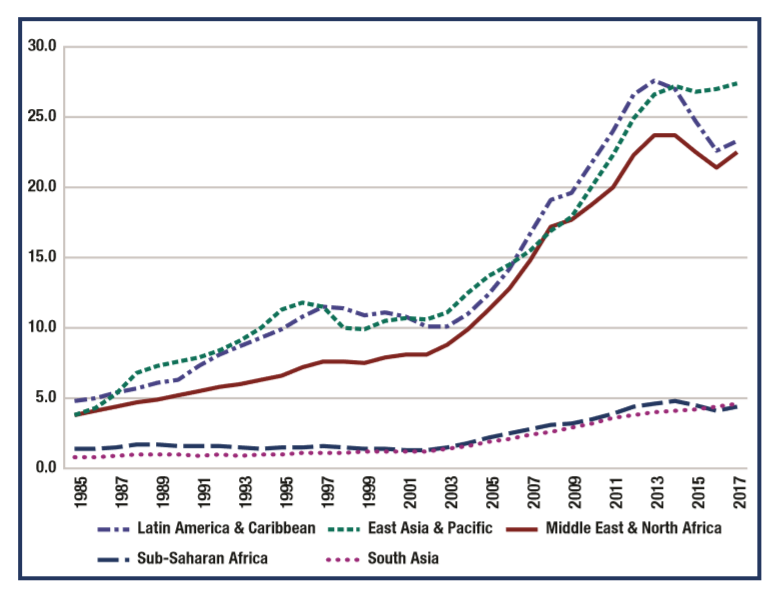 30.0
25.0
20.0
15.0
10.0
5.0
0.0
1985 1987 1989 1991 1993 1995 1997 1999 2001 2003 2005 2007 2009 2011 2013 2015 2017
Latin America & Caribbean East Asia & Pacific Middle East & North Africa
Sub-Saharan Africa South Asia